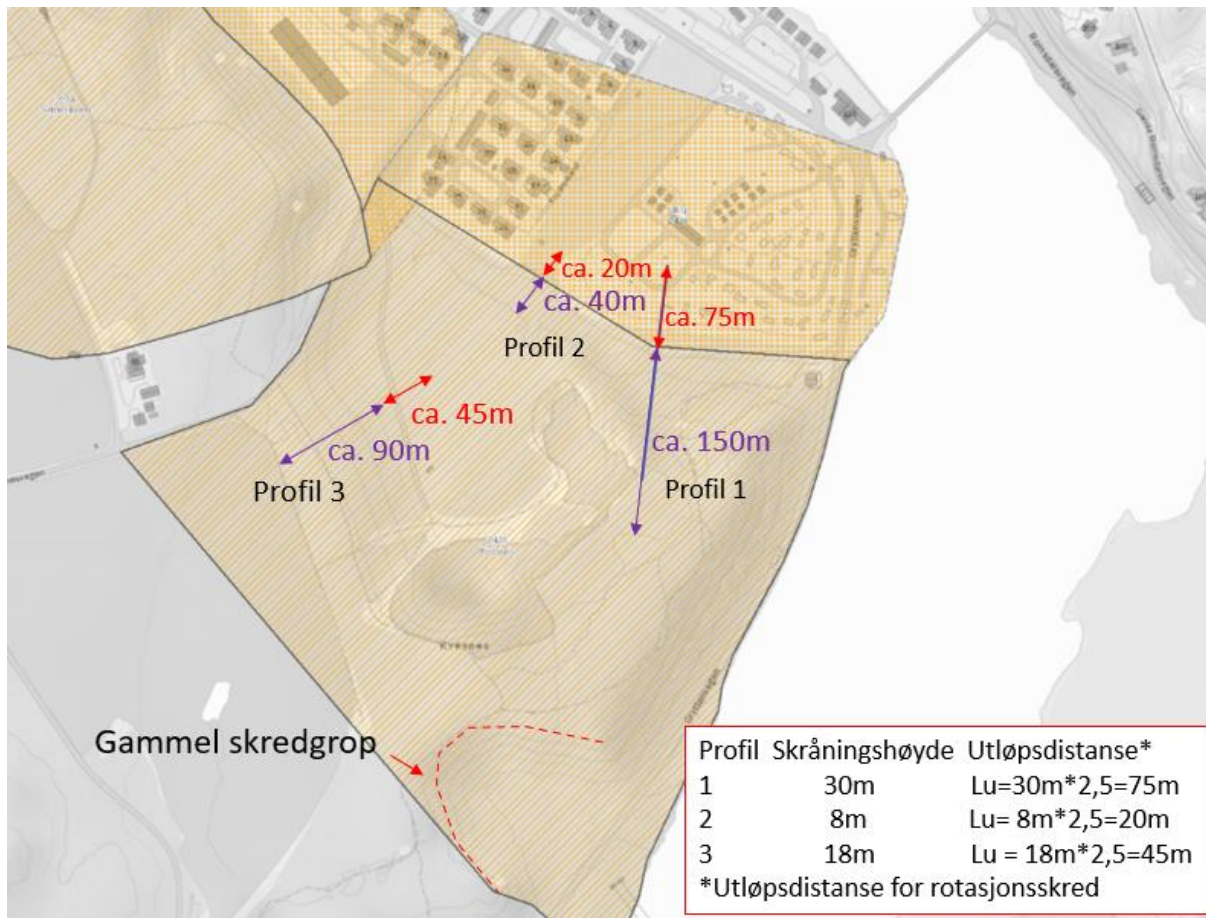 Romsdalsvegen
ca. 20m
ca. 40m
ca. 75m
Profil 2
ca. 45m
ca. 90m
ca. 150m
Profil 3
Profil 1
Kvesnes
Gammel skredgrop
Profil Skråningshøyde Utløpsdistanse*
1 30m Lu=30m*2,5=75m
2 8m Lu= 8m*2,5=20m
3 18m Lu = 18m*2,5=45m
*Utløpsdistanse for rotasjonsskred